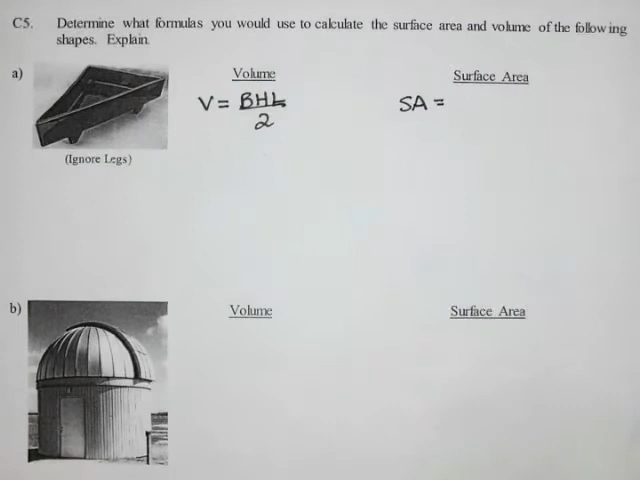 C5. Determine what formulas you would use to calculate the surface area and volume of the following
shapes. Explain.
a) Volume Surface Area
V = BHL SA =
2
(Ignore Legs)
b) Volume Surface Area